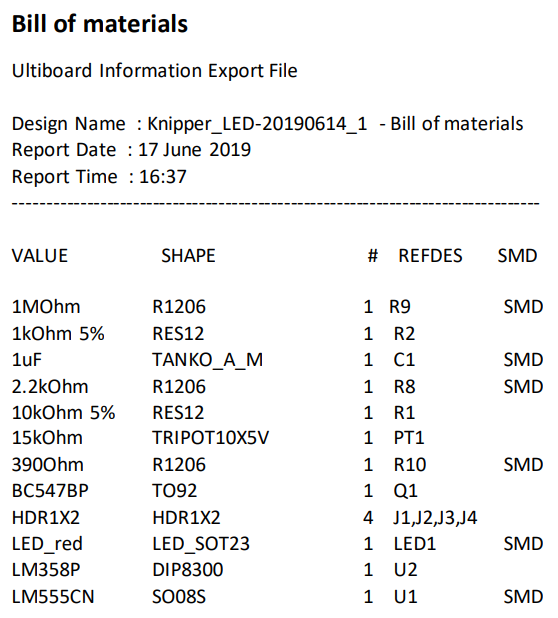 Bill of materials
Ultiboard Information Export File
Design Name : Knipper_LED-20190614_1 - Bill of materials
Report Date : 17 June 2019
Report Time : 16:37
--------------------------------------------------------------------------------
VALUE SHAPE # REFDES SMD
1MOhm R1206 1 R9 SMD
1kOhm 5% RES12 1 R2
1uF TANKO_A_M 1 C1 SMD
2.2kOhm R1206 1 R8 SMD
10kOhm 5% RES12 1 R1
15kOhm TRIPOT10X5V 1 PT1
390Ohm R1206 1 R10 SMD
BC547BP TO92 1 Q1
HDR1X2 HDR1X2 4 J1,J2,J3,J4
LED_red LED_SOT23 1 LED1 SMD
LM358P DIP8300 1 U2
LM555CN SO08S 1 U1 SMD